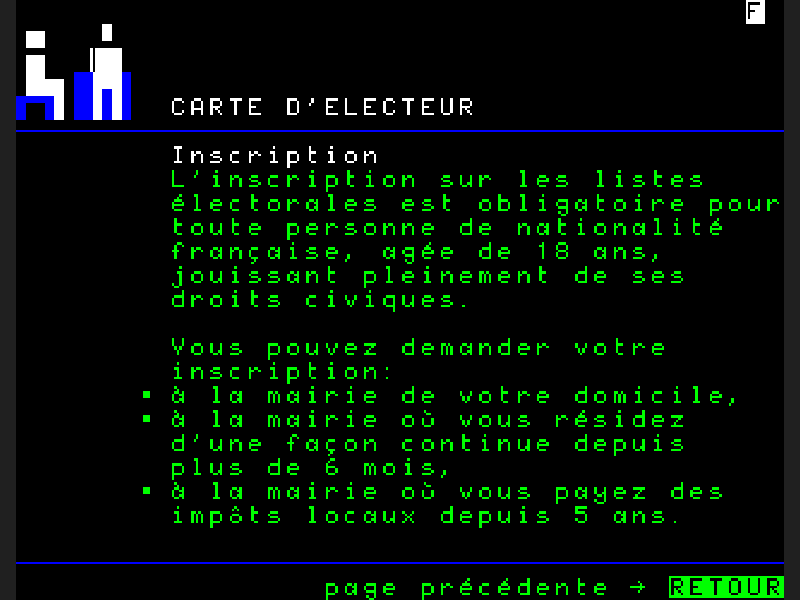 F
CARTE D'ELECTEUR
Inscription
L'inscription sur les listes
électorales est obligatoire pour
toute personne de nationalité
française, agée de 18 ans,
jouissant pleinement de ses
droits civiques.
Vous pouvez demander votre
inscription:
▪ à la mairie de votre domicile,
▪ à la mairie où vous résidez
d'une façon continue depuis
plus de 6 mois,
▪ à la mairie où vous payez des
impôts locaux depuis 5 ans.
page précédente → RETOUR